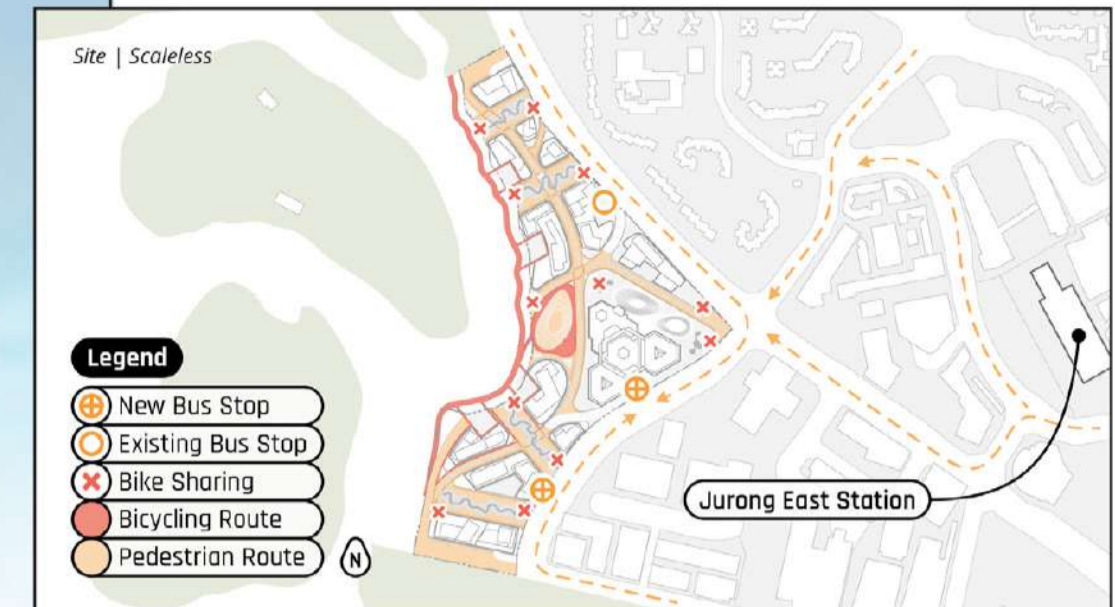 Site | Scaleless
Legend
New Bus Stop
Existing Bus Stop
Bike Sharing
Bicycling Route
Pedestrian Route
N
Jurong East Station